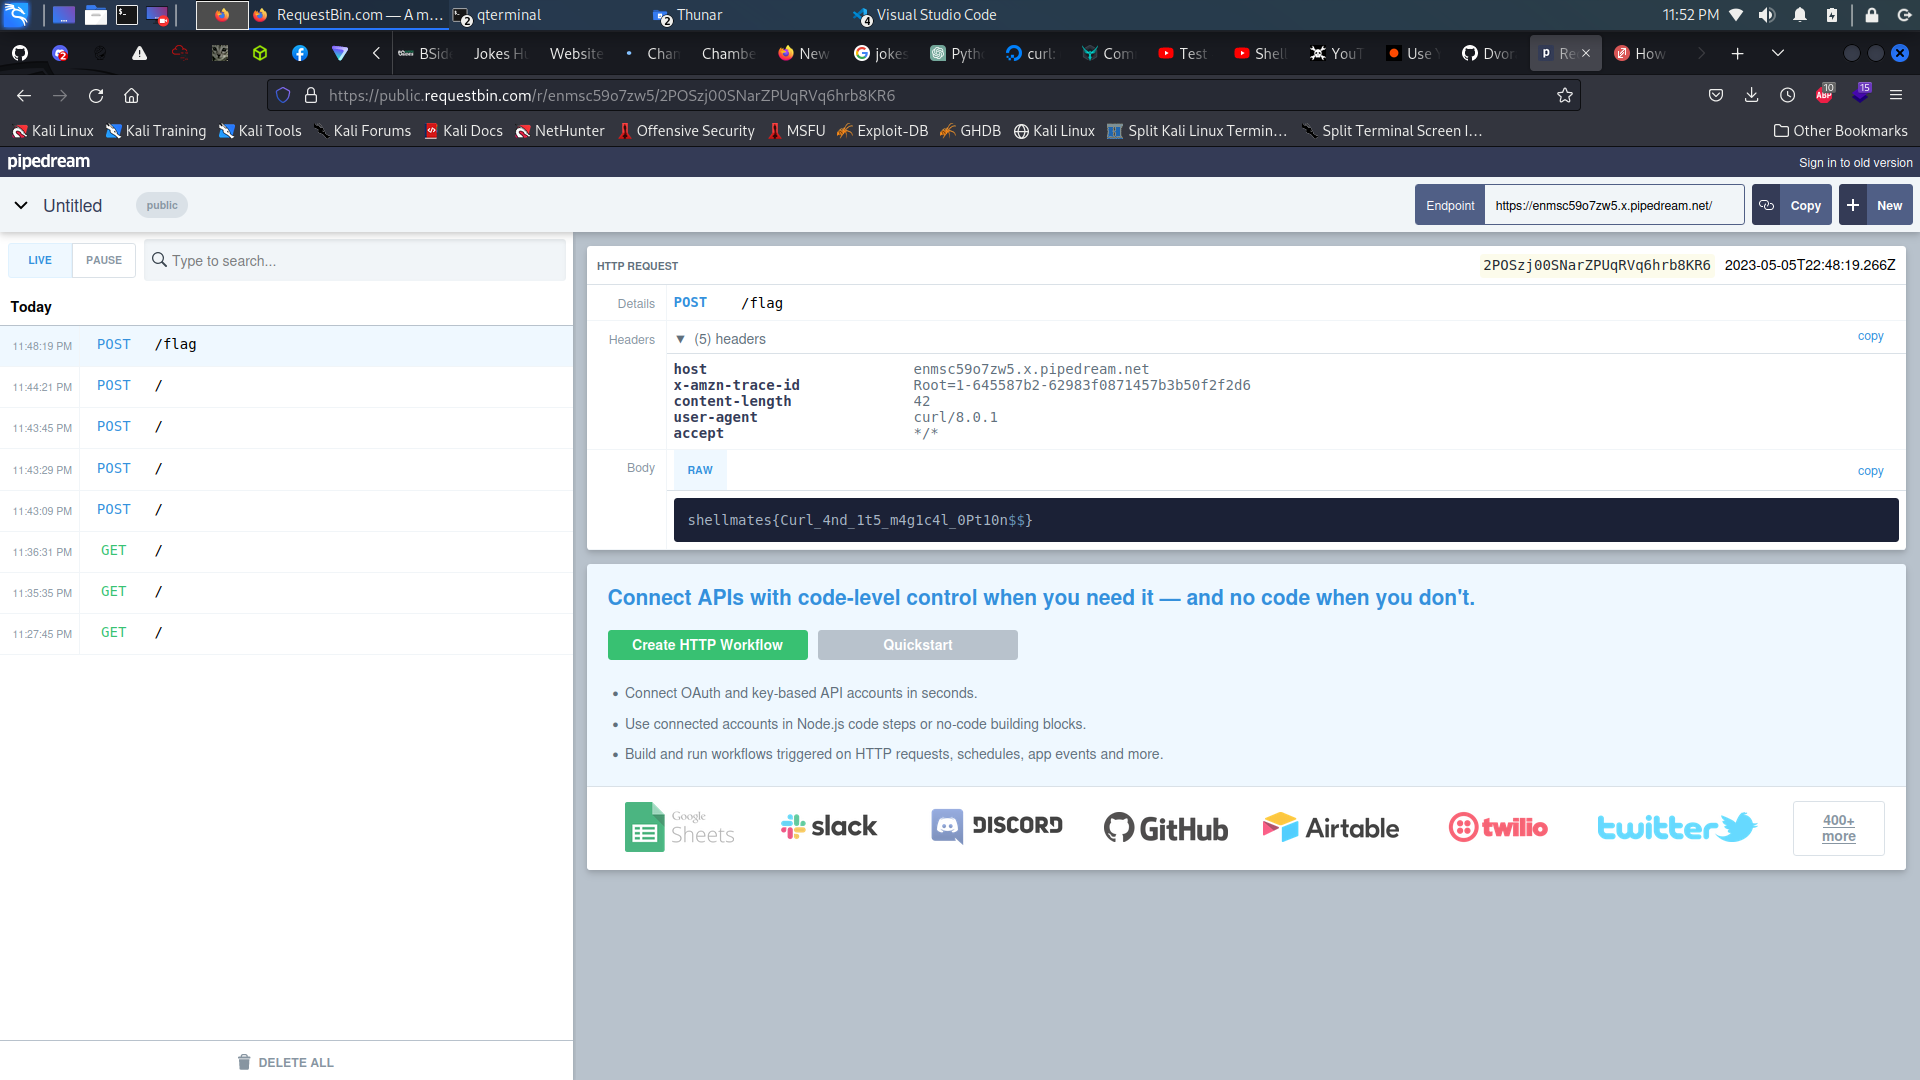 RequestBin.com — A m...
2
qterminal
2
Thunar
4
Visual Studio Code
11:52 PM
2
BSid
Jokes Hu
Website
Chan
Chambe
New
jokes
Pyth
curl:
Com
Test
Shell
YouT
Use Y
Dvor
p
Re
How
https://public.requestbin.com/r/enmsc59o7zw5/2POSzj00SNarZPUqRVq6hrb8KR6
ABP
10
15
Kali Linux
Kali Training
Kali Tools
Kali Forums
Kali Docs
NetHunter
Offensive Security
MSFU
Exploit-DB
GHDB
Kali Linux
Split Kali Linux Termin...
Split Terminal Screen I...
Other Bookmarks
pipedream
Sign in to old version
Untitled
public
Endpoint
https://enmsc59o7zw5.x.pipedream.net/
Copy
New
LIVE
PAUSE
Type to search...
Today
11:48:19 PM POST /flag
11:44:21 PM POST /
11:43:45 PM POST /
11:43:29 PM POST /
11:43:09 PM POST /
11:36:31 PM GET /
11:35:35 PM GET /
11:27:45 PM GET /
DELETE ALL
HTTP REQUEST
2POSzj00SNarZPUqRVq6hrb8KR6 2023-05-05T22:48:19.266Z
Details POST /flag
Headers ▼ (5) headers copy
host enmsc59o7zw5.x.pipedream.net
x-amzn-trace-id Root=1-645587b2-62983f0871457b3b50f2f2d6
content-length 42
user-agent curl/8.0.1
accept */*
Body RAW copy
shellmates{Curl_4nd_1t5_m4g1c4l_0Pt10n$$}
Connect APIs with code-level control when you need it — and no code when you don't.
Create HTTP Workflow
Quickstart
• Connect OAuth and key-based API accounts in seconds.
• Use connected accounts in Node.js code steps or no-code building blocks.
• Build and run workflows triggered on HTTP requests, schedules, app events and more.
Google
Sheets
slack
DISCORD
GitHub
Airtable
twilio
twitter
400+
more